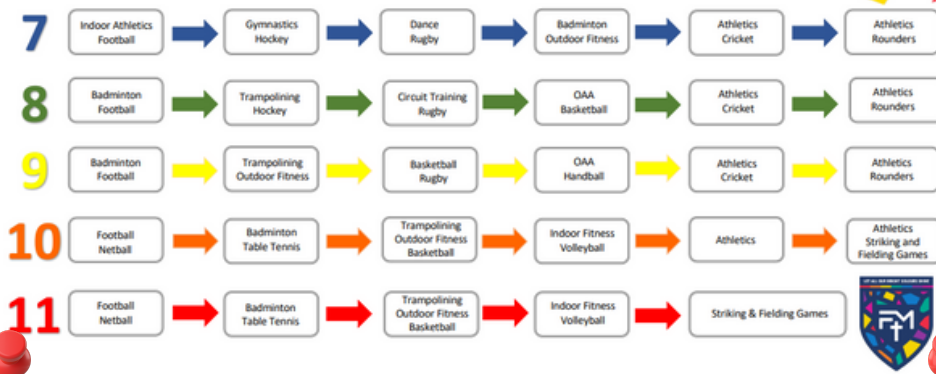 7
Indoor Athletics
Football
Gymnastics
Hockey
Dance
Rugby
Badminton
Outdoor Fitness
Athletics
Cricket
Athletics
Rounders
8
Badminton
Football
Trampolining
Hockey
Circuit Training
Rugby
OAA
Basketball
Athletics
Cricket
Athletics
Rounders
9
Badminton
Football
Trampolining
Outdoor Fitness
Basketball
Rugby
OAA
Handball
Athletics
Cricket
Athletics
Rounders
10
Football
Netball
Badminton
Table Tennis
Trampolining
Outdoor Fitness
Basketball
Indoor Fitness
Volleyball
Athletics
Athletics
Striking and
Fielding Games
11
Football
Netball
Badminton
Table Tennis
Trampolining
Outdoor Fitness
Basketball
Indoor Fitness
Volleyball
Striking & Fielding Games
FM